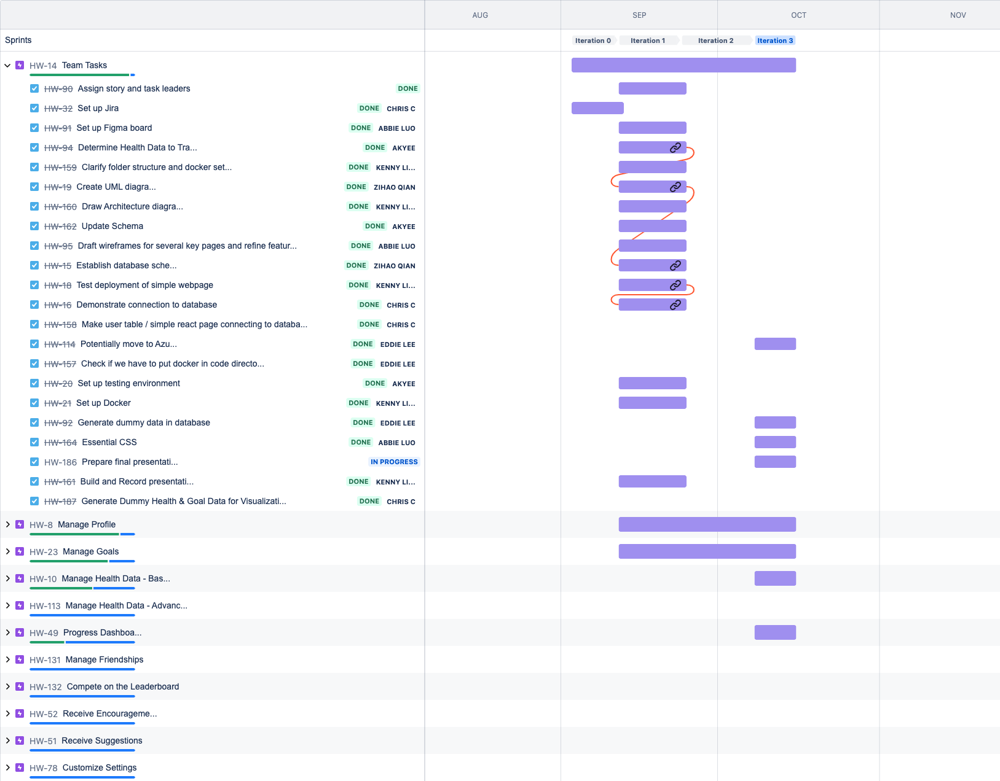 AUG SEP OCT NOV
Sprints Iteration 0 Iteration 1 Iteration 2 Iteration 3
HW-14 Team Tasks
HW-90 Assign story and task leaders DONE
HW-32 Set up Jira DONE CHRIS C
HW-91 Set up Figma board DONE ABBIE LUO
HW-94 Determine Health Data to Tra... DONE AKYEE
HW-159 Clarify folder structure and docker set... DONE KENNY LI...
HW-19 Create UML diagra... DONE ZIHAO QIAN
HW-160 Draw Architecture diagra... DONE KENNY LI...
HW-162 Update Schema DONE AKYEE
HW-95 Draft wireframes for several key pages and refine featur... DONE ABBIE LUO
HW-15 Establish database sche... DONE ZIHAO QIAN
HW-18 Test deployment of simple webpage DONE KENNY LI...
HW-16 Demonstrate connection to database DONE CHRIS C
HW-158 Make user table / simple react page connecting to databa... DONE CHRIS C
HW-114 Potentially move to Azu... DONE EDDIE LEE
HW-157 Check if we have to put docker in code directo... DONE EDDIE LEE
HW-20 Set up testing environment DONE AKYEE
HW-21 Set up Docker DONE KENNY LI...
HW-92 Generate dummy data in database DONE EDDIE LEE
HW-164 Essential CSS DONE ABBIE LUO
HW-186 Prepare final presentati... IN PROGRESS
HW-161 Build and Record presentati... DONE KENNY LI...
HW-187 Generate Dummy Health & Goal Data for Visualizati... DONE CHRIS C
HW-8 Manage Profile
HW-23 Manage Goals
HW-10 Manage Health Data - Bas...
HW-113 Manage Health Data - Advanc...
HW-49 Progress Dashboa...
HW-131 Manage Friendships
HW-132 Compete on the Leaderboard
HW-52 Receive Encourageme...
HW-51 Receive Suggestions
HW-78 Customize Settings